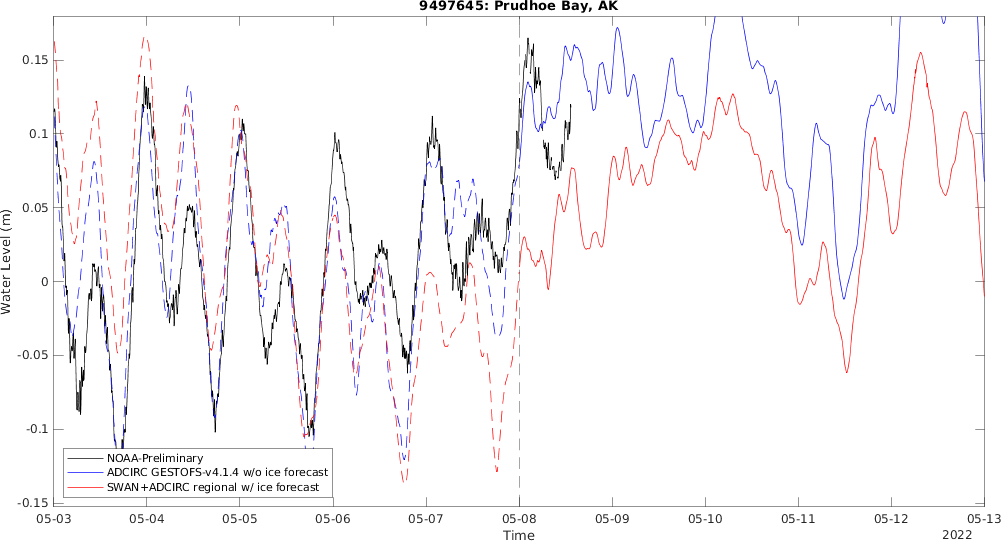 9497645: Prudhoe Bay, AK
0.15
0.1
0.05
0
-0.05
-0.1
-0.15
Water Level (m)
NOAA-Preliminary
ADCIRC GESTOFS-v4.1.4 w/o ice forecast
SWAN+ADCIRC regional w/ ice forecast
05-03 05-04 05-05 05-06 05-07 05-08 05-09 05-10 05-11 05-12 05-13
Time
2022